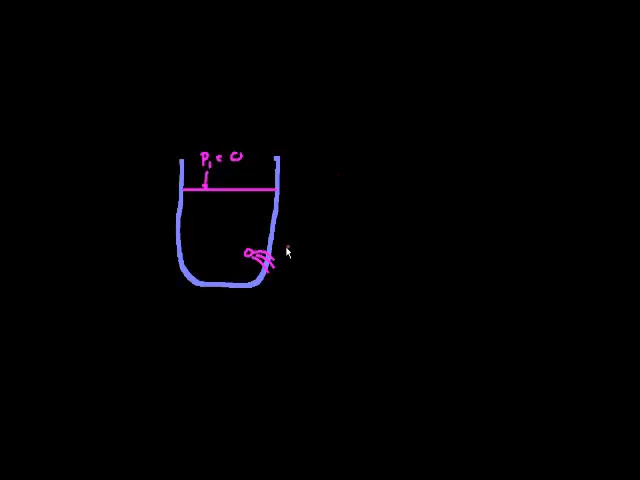 P₁ = 0